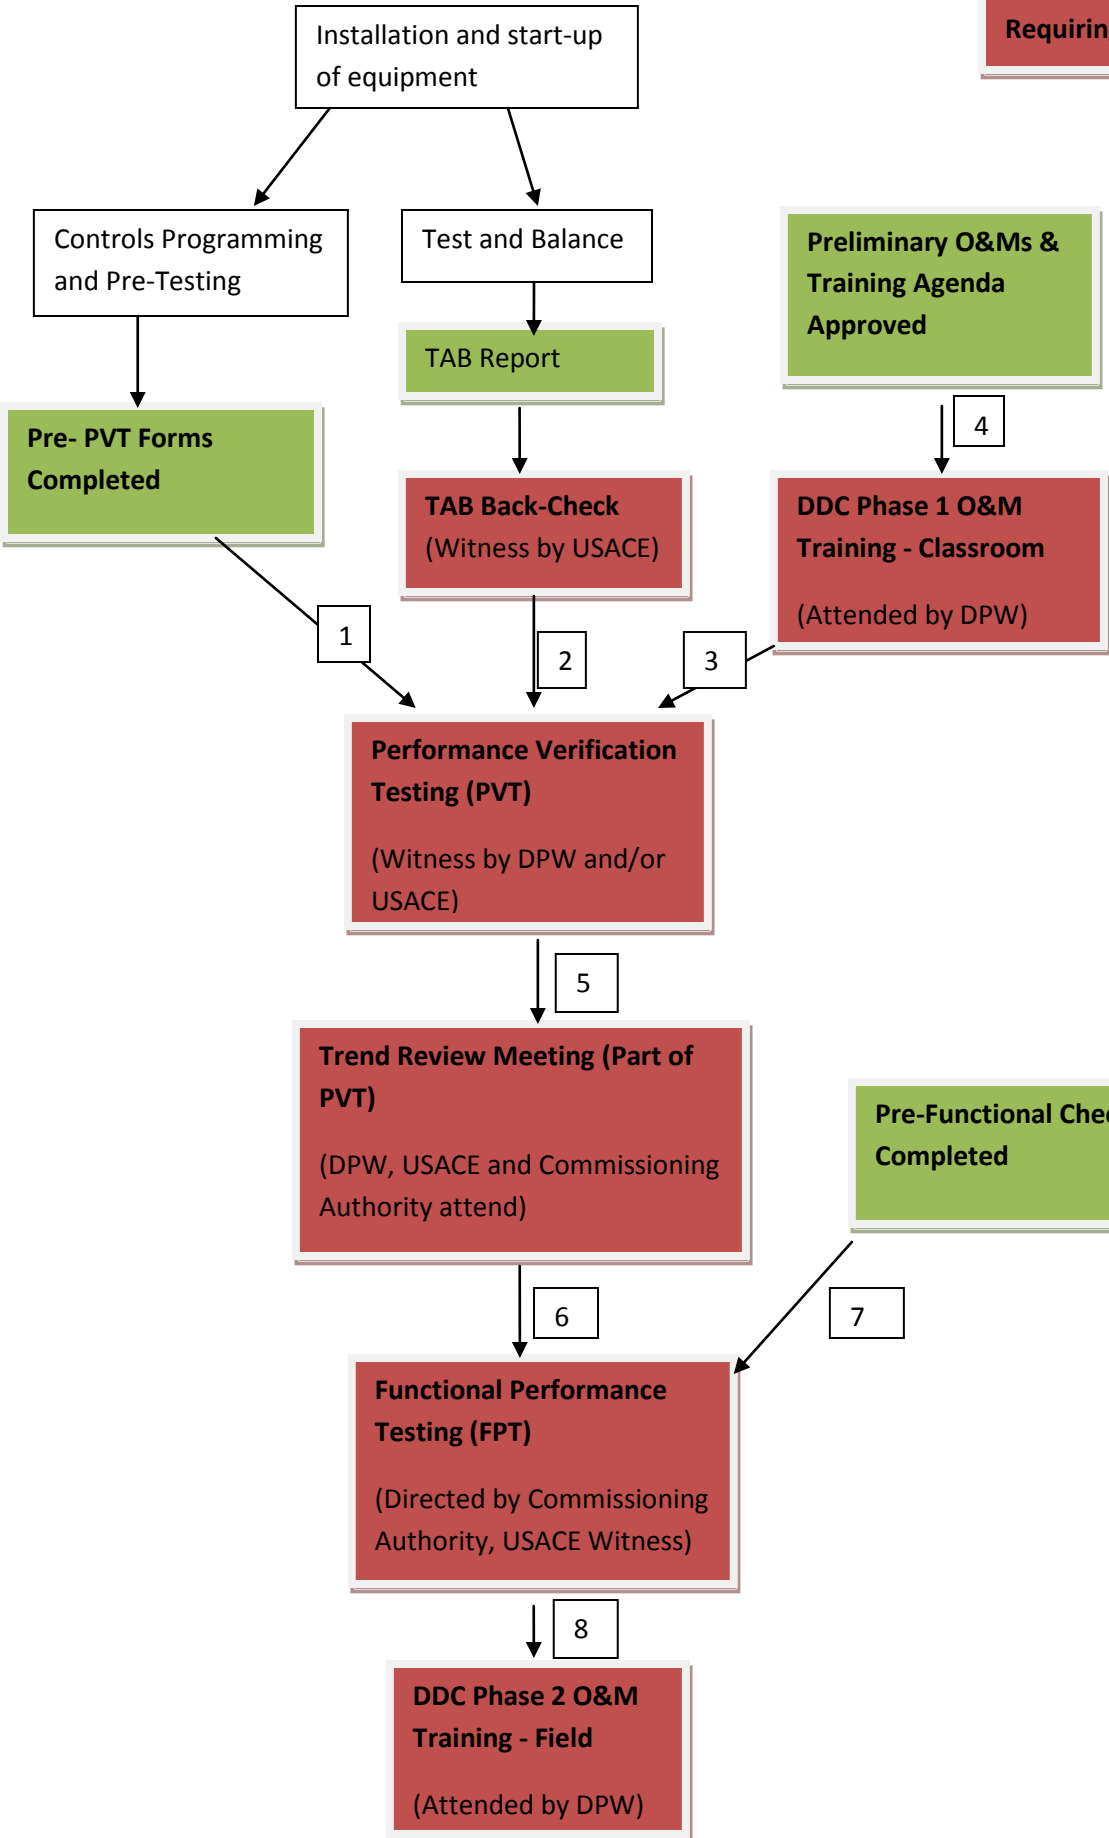 Installation and start-up
of equipment
Controls Programming
and Pre-Testing
Test and Balance
Preliminary O&Ms &
Training Agenda
Approved
TAB Report
Pre- PVT Forms
Completed
4
TAB Back-Check
(Witness by USACE)
DDC Phase 1 O&M
Training - Classroom
(Attended by DPW)
1
2
3
Performance Verification
Testing (PVT)
(Witness by DPW and/or
USACE)
5
Trend Review Meeting (Part of
PVT)
(DPW, USACE and Commissioning
Authority attend)
Pre-Functional
Completed
6
7
Functional Performance
Testing (FPT)
(Directed by Commissioning
Authority, USACE Witness)
8
DDC Phase 2 O&M
Training - Field
(Attended by DPW)